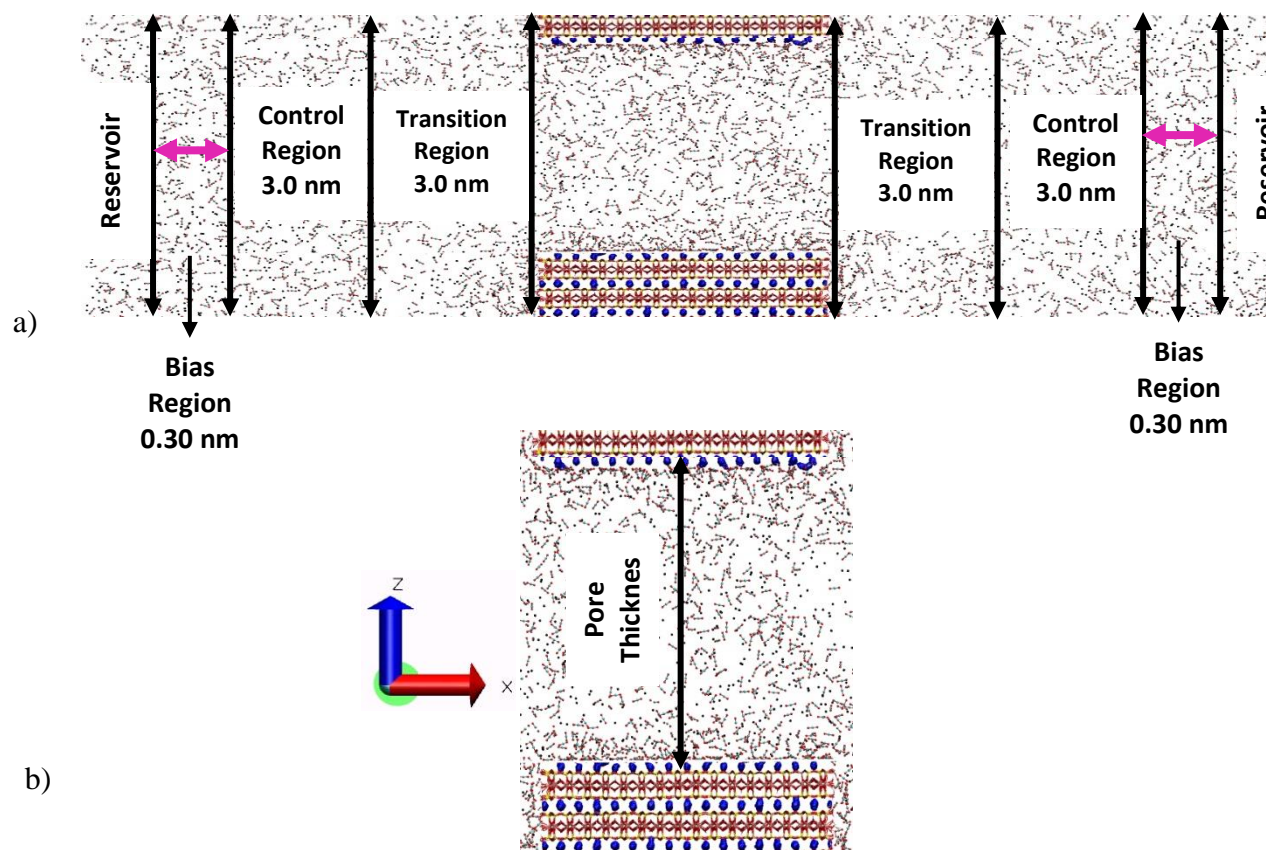 Reservoir
Control
Region
3.0 nm
Transition
Region
3.0 nm
Transition
Region
3.0 nm
Control
Region
3.0 nm
Reservoir
a)
Bias
Region
0.30 nm
Bias
Region
0.30 nm
Pore
Thicknes
Z
X
b)